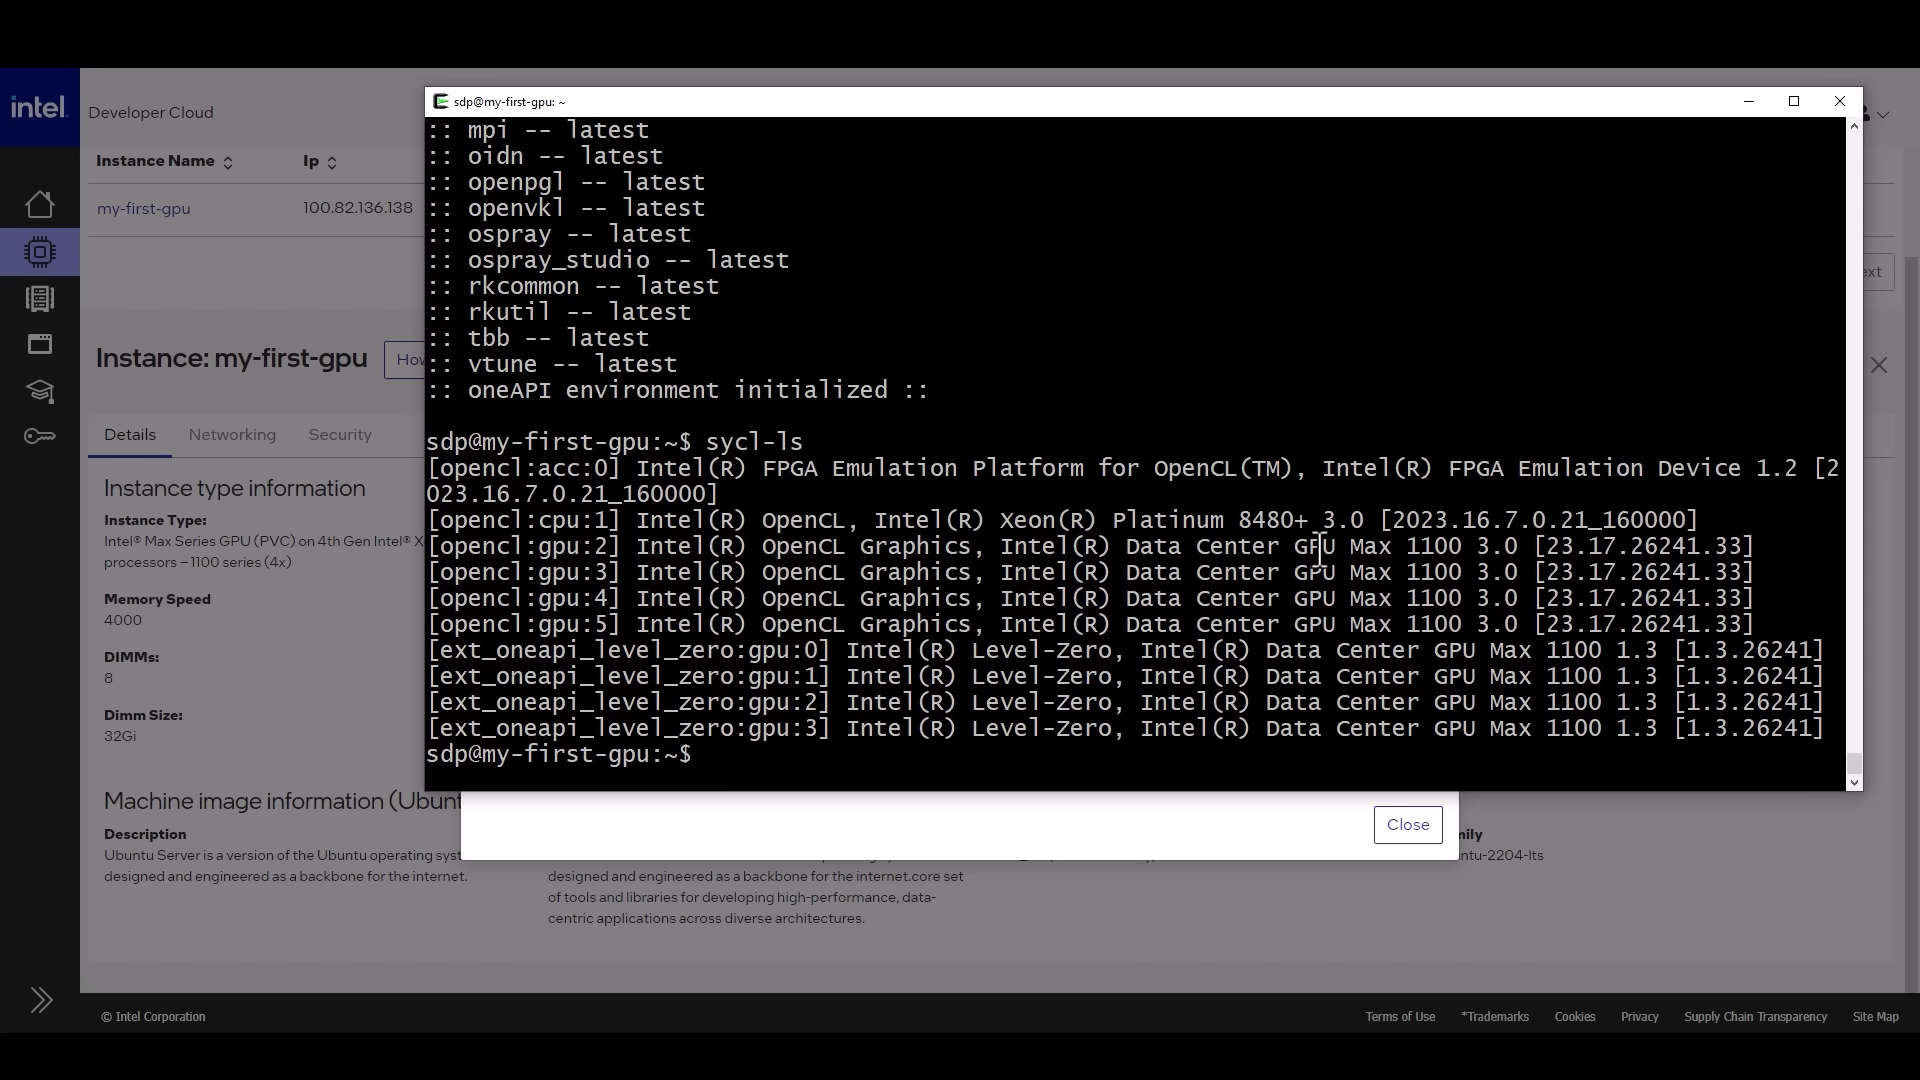 intel.
Developer Cloud
Instance Name
Ip
my-first-gpu
100.82.136.138
Instance: my-first-gpu
Details
Networking
Security
Instance type information
Instance Type:
Intel® Max Series GPU (PVC) on 4th Gen Intel®
processors – 1100 series (4x)
Memory Speed
4000
DIMMs:
8
Dimm Size:
32Gi
Machine image information
Description
Ubuntu Server is a version of the Ubuntu operating
designed and engineered as a backbone for the internet.
sdp@my-first-gpu: ~
:: mpi -- latest
:: oidn -- latest
:: openpgl -- latest
:: openvkl -- latest
:: ospray -- latest
:: ospray_studio -- latest
:: rkcommon -- latest
:: rkutil -- latest
:: tbb -- latest
:: vtune -- latest
:: oneAPI environment initialized ::
sdp@my-first-gpu:~$ sycl-ls
[opencl:acc:0] Intel(R) FPGA Emulation Platform for OpenCL(TM), Intel(R) FPGA Emulation Device 1.2 [2
023.16.7.0.21_160000]
[opencl:cpu:1] Intel(R) OpenCL, Intel(R) Xeon(R) Platinum 8480+ 3.0 [2023.16.7.0.21_160000]
[opencl:gpu:2] Intel(R) OpenCL Graphics, Intel(R) Data Center GPU Max 1100 3.0 [23.17.26241.33]
[opencl:gpu:3] Intel(R) OpenCL Graphics, Intel(R) Data Center GPU Max 1100 3.0 [23.17.26241.33]
[opencl:gpu:4] Intel(R) OpenCL Graphics, Intel(R) Data Center GPU Max 1100 3.0 [23.17.26241.33]
[opencl:gpu:5] Intel(R) OpenCL Graphics, Intel(R) Data Center GPU Max 1100 3.0 [23.17.26241.33]
[ext_oneapi_level_zero:gpu:0] Intel(R) Level-Zero, Intel(R) Data Center GPU Max 1100 1.3 [1.3.26241]
[ext_oneapi_level_zero:gpu:1] Intel(R) Level-Zero, Intel(R) Data Center GPU Max 1100 1.3 [1.3.26241]
[ext_oneapi_level_zero:gpu:2] Intel(R) Level-Zero, Intel(R) Data Center GPU Max 1100 1.3 [1.3.26241]
[ext_oneapi_level_zero:gpu:3] Intel(R) Level-Zero, Intel(R) Data Center GPU Max 1100 1.3 [1.3.26241]
sdp@my-first-gpu:~$
Close
designed and engineered as a backbone for the internet.core set
of tools and libraries for developing high-performance, data-
centric applications across diverse architectures.
ntu-2204-lts
© Intel Corporation
Terms of Use
*Trademarks
Cookies
Privacy
Supply Chain Transparency
Site Map